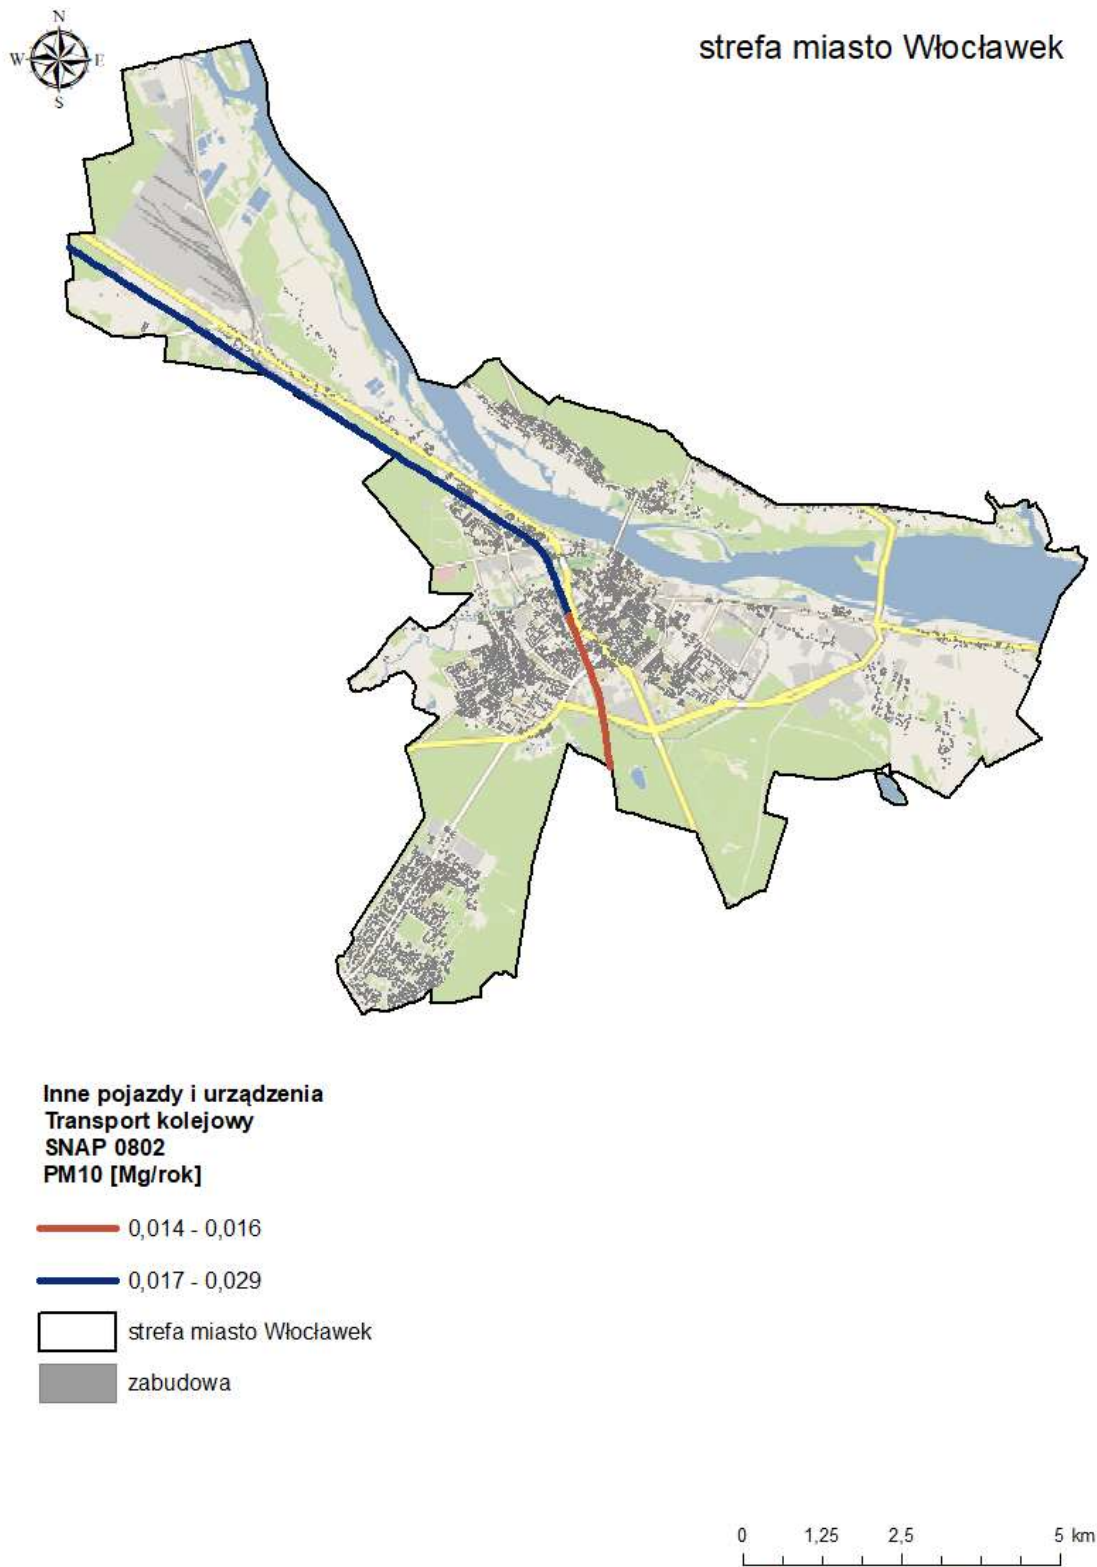 N
strefa miasto Włocławek
W E
S
Inne pojazdy i urządzenia
Transport kolejowy
SNAP 0802
PM10 [Mg/rok]
0,014 - 0,016
0,017 - 0,029
strefa miasto Włocławek
zabudowa
0 1,25 2,5 5 km